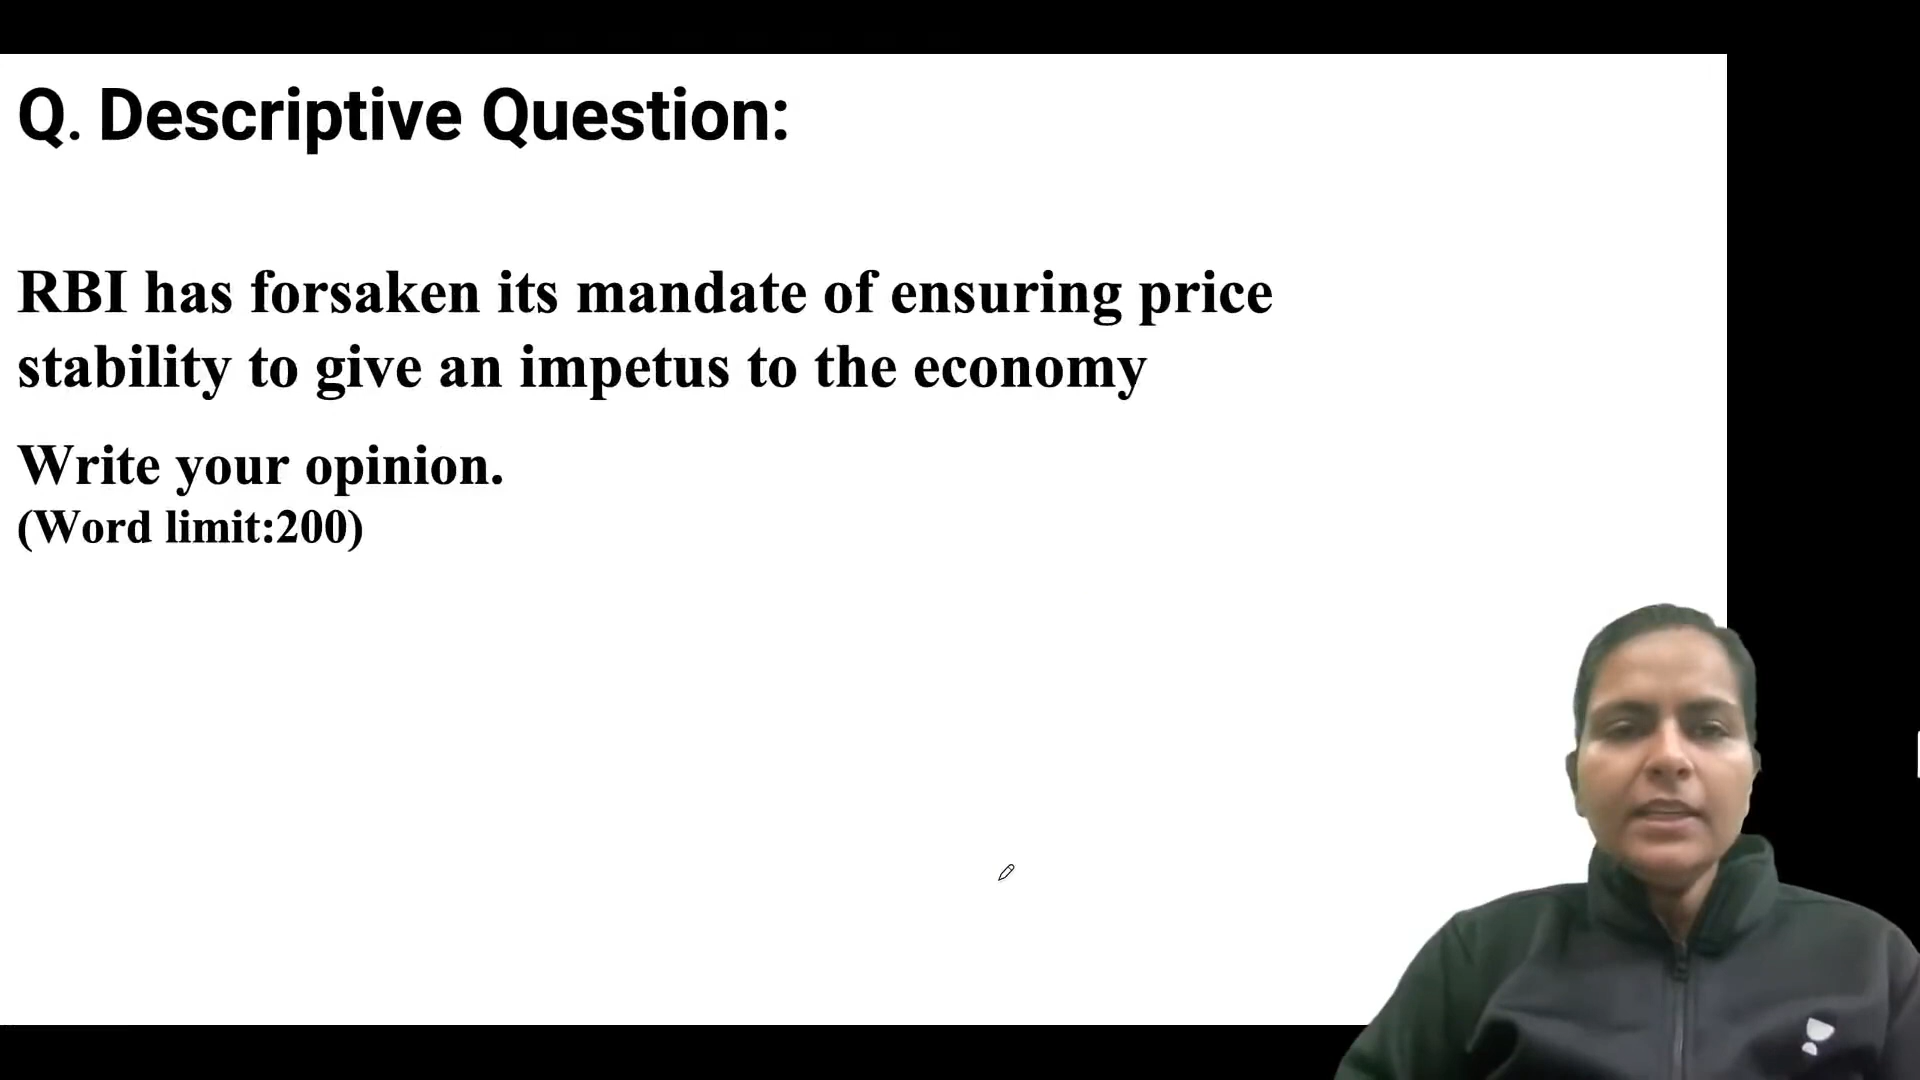 Q. Descriptive Question:
RBI has forsaken its mandate of ensuring price
stability to give an impetus to the economy
Write your opinion.
(Word limit:200)